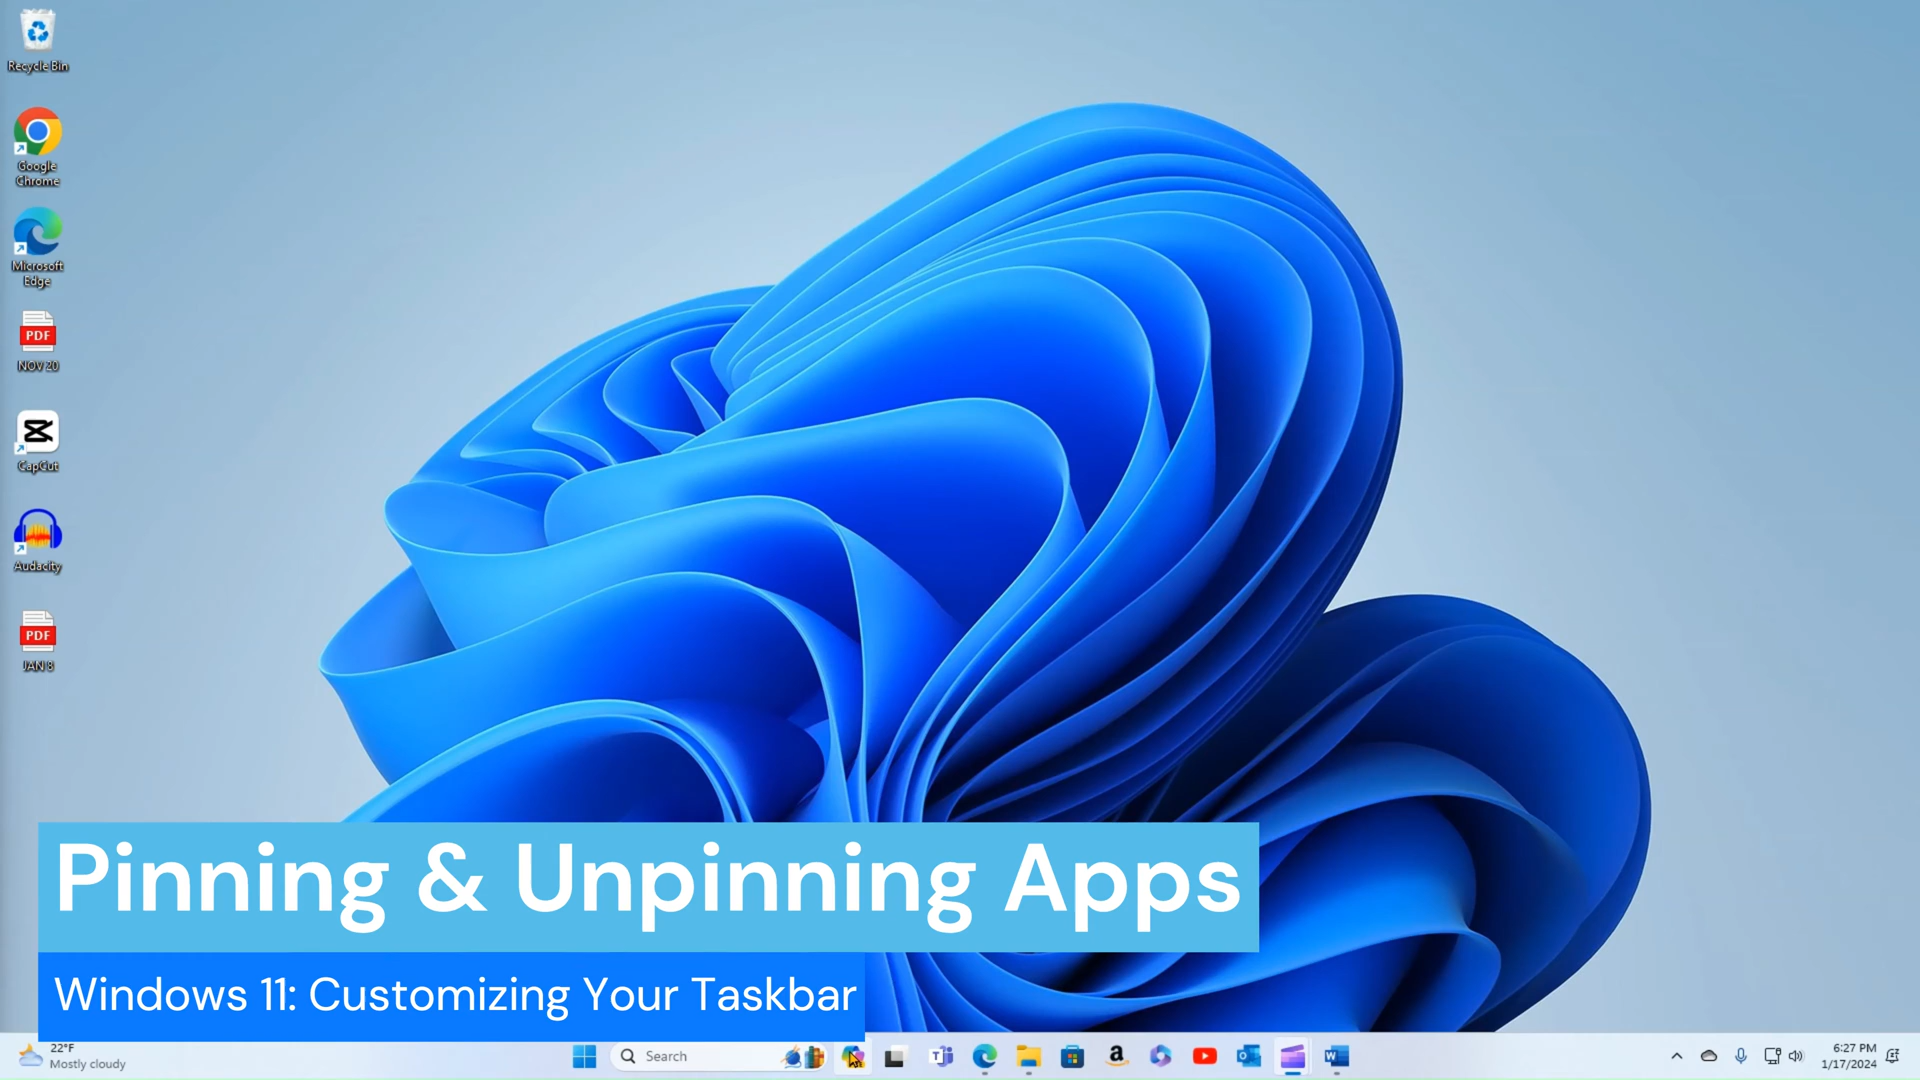 Recycle Bin
Google
Chrome
Microsoft
Edge
PDF
NOV 20
CapCut
Audacity
PDF
JAN 8
Pinning & Unpinning Apps
Windows 11: Customizing Your Taskbar
22°F
Mostly cloudy
Search
6:27 PM
1/17/2024